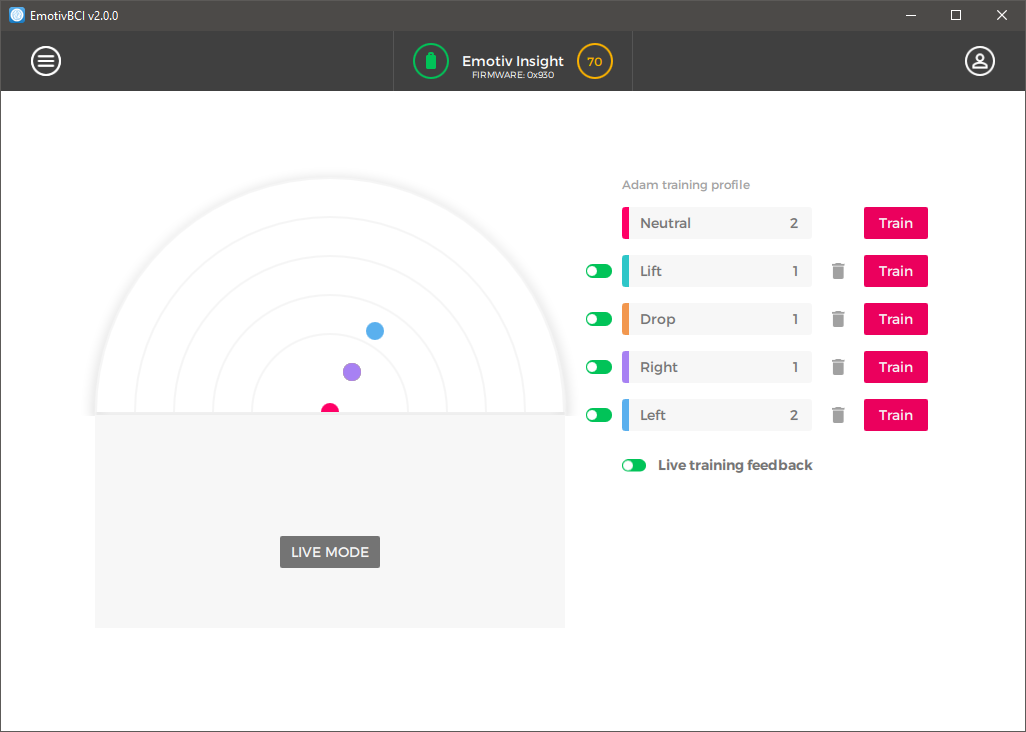 EmotivBCI v2.0.0
Emotiv Insight
FIRMWARE: 0x930
70
Adam training profile
Neutral 2 Train
Lift 1 Train
Drop 1 Train
Right 1 Train
Left 2 Train
Live training feedback
LIVE MODE